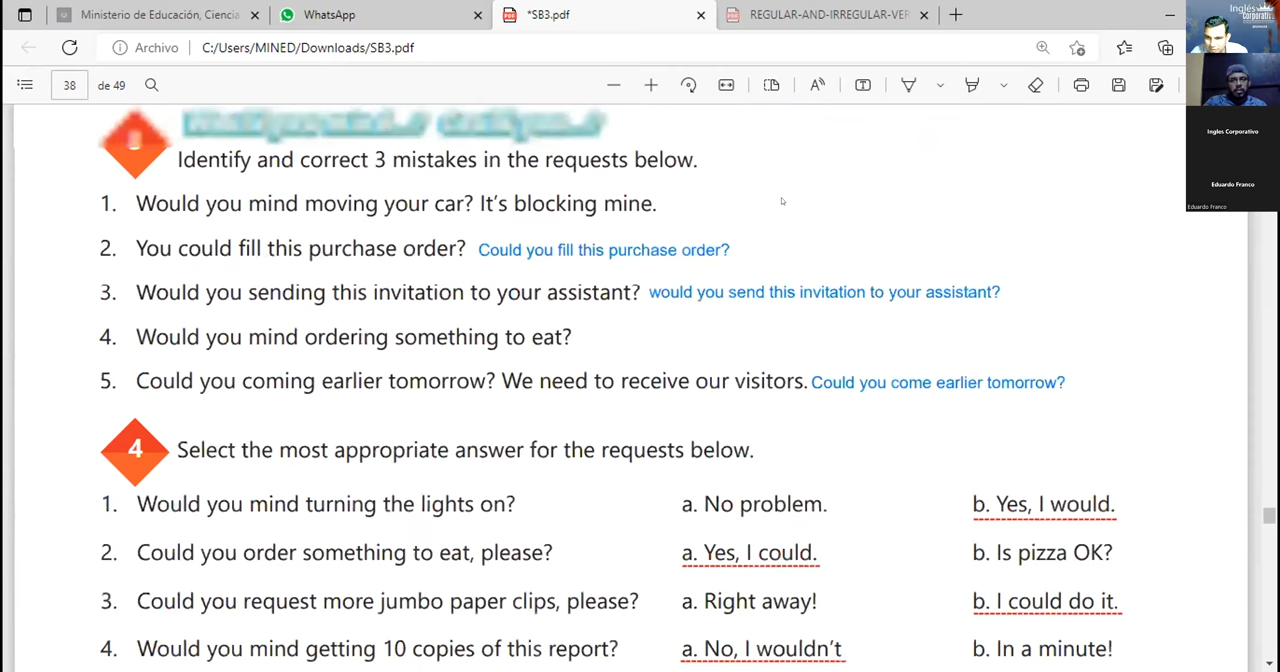 Ministerio de Educación, Ciencia
WhatsApp
*SB3.pdf
REGULAR-AND-IRREGULAR-VER
Inglés
Corporativo
Archivo
C:/Users/MINED/Downloads/SB3.pdf
38
de 49
Identify and correct 3 mistakes in the requests below.
1. Would you mind moving your car? It's blocking mine.
2. You could fill this purchase order? Could you fill this purchase order?
3. Would you sending this invitation to your assistant? would you send this invitation to your assistant?
4. Would you mind ordering something to eat?
5. Could you coming earlier tomorrow? We need to receive our visitors. Could you come earlier tomorrow?
4 Select the most appropriate answer for the requests below.
1. Would you mind turning the lights on? a. No problem. b. Yes, I would.
2. Could you order something to eat, please? a. Yes, I could. b. Is pizza OK?
3. Could you request more jumbo paper clips, please? a. Right away! b. I could do it.
4. Would you mind getting 10 copies of this report? a. No, I wouldn't b. In a minute!
Ingles Corporativo
Eduardo Franco
Eduardo Franco